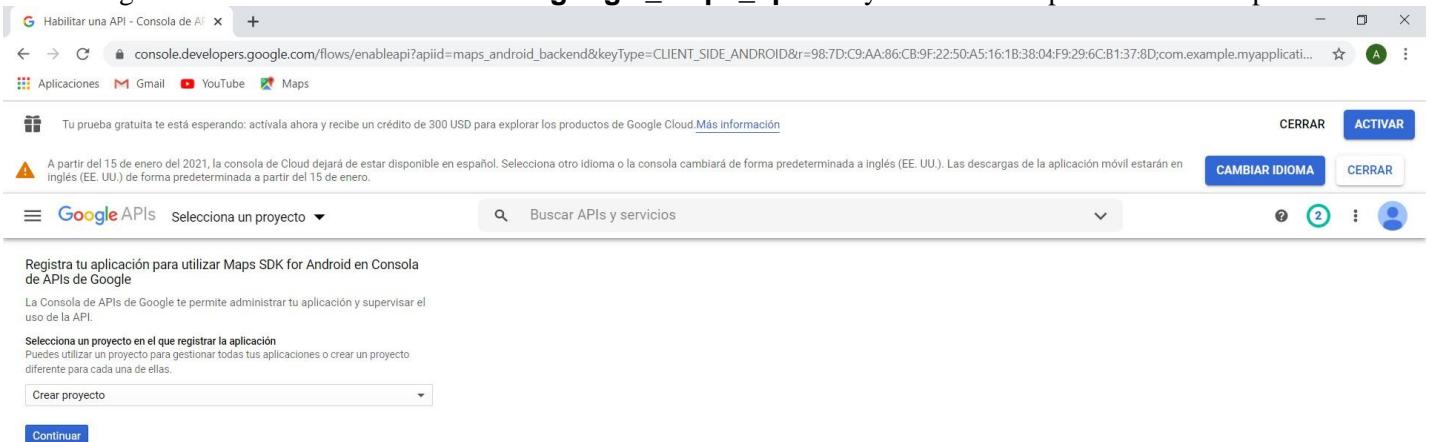 Habilitar una API - Consola de AP
console.developers.google.com/flows/enableapi?apiid=maps_android_backend&keyType=CLIENT_SIDE_ANDROID&r=98:7D:C9:AA:86:CB:9F:22:50:A5:16:1B:38:04:F9:29:6C:B1:37:8D;com.example.myapplicati...
A
Aplicaciones Gmail YouTube Maps
Tu prueba gratuita te está esperando: actívala ahora y recibe un crédito de 300 USD para explorar los productos de Google Cloud.Más información CERRAR ACTIVAR
A partir del 15 de enero del 2021, la consola de Cloud dejará de estar disponible en español. Selecciona otro idioma o la consola cambiará de forma predeterminada a inglés (EE. UU.). Las descargas de la aplicación móvil estarán en
inglés (EE. UU.) de forma predeterminada a partir del 15 de enero.
CAMBIAR IDIOMA CERRAR
Google APIs Selecciona un proyecto Buscar APIs y servicios 2
Registra tu aplicación para utilizar Maps SDK for Android en Consola
de APIs de Google
La Consola de APIs de Google te permite administrar tu aplicación y supervisar el
uso de la API.
Selecciona un proyecto en el que registrar la aplicación
Puedes utilizar un proyecto para gestionar todas tus aplicaciones o crear un proyecto
diferente para cada una de ellas.
Crear proyecto
Continuar